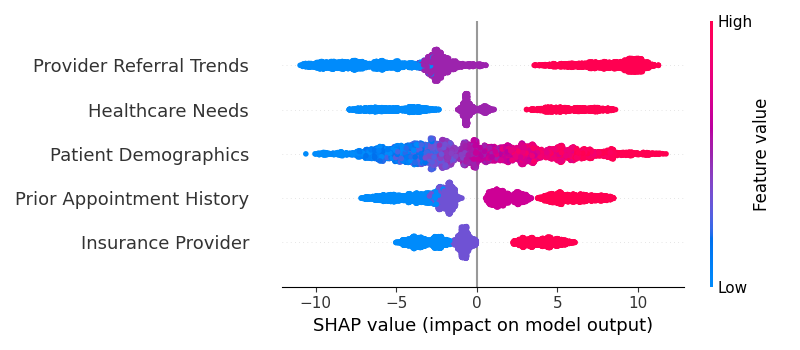 High
Provider Referral Trends
Healthcare Needs
Patient Demographics
Prior Appointment History
Insurance Provider
Feature value
Low
−10 −5 0 5 10
SHAP value (impact on model output)